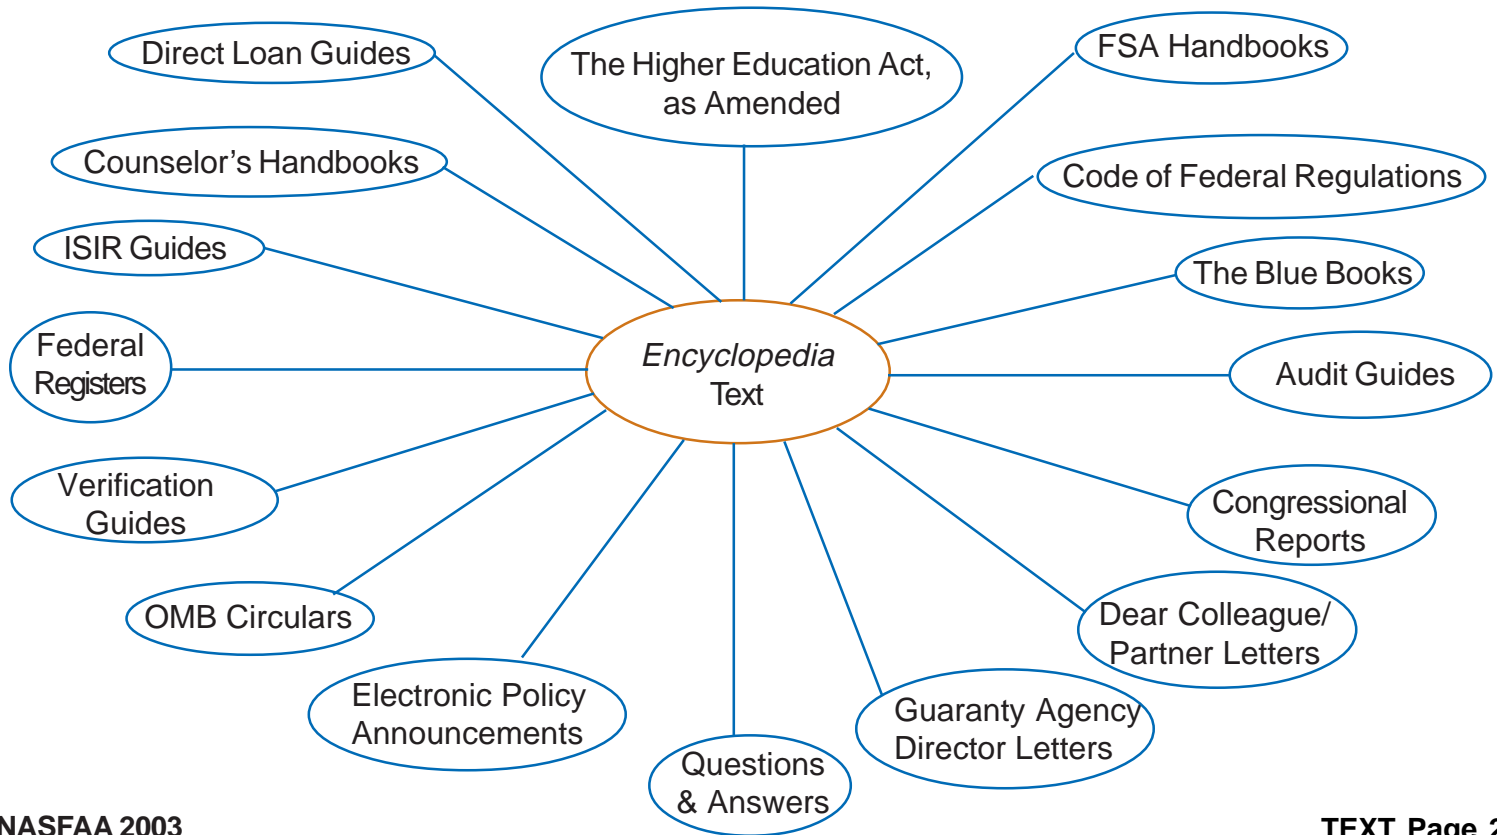 Direct Loan Guides
The Higher Education Act,
as Amended
FSA Handbooks
Counselor’s Handbooks
Code of Federal Regulations
ISIR Guides
The Blue Books
Federal
Registers
Encyclopedia
Text
Audit Guides
Verification
Guides
Congressional
Reports
OMB Circulars
Dear Colleague/
Partner Letters
Electronic Policy
Announcements
Guaranty Agency
Director Letters
Questions
& Answers
NASFAA 2003
TEXT Page 2